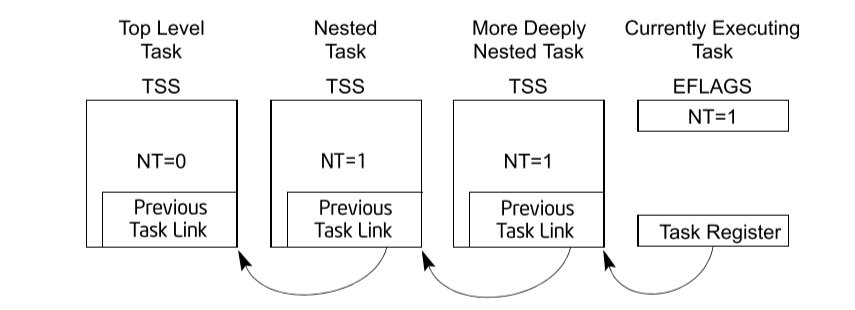 Top Level
Task
TSS
NT=0
Previous
Task Link
Nested
Task
TSS
NT=1
Previous
Task Link
More Deeply
Nested Task
TSS
NT=1
Previous
Task Link
Currently Executing
Task
EFLAGS
NT=1
Task Register